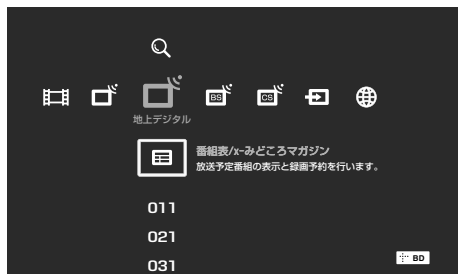 BS
CS
地上デジタル
番組表/x-みどころマガジン
放送予定番組の表示と録画予約を行います。
011
021
031
BD